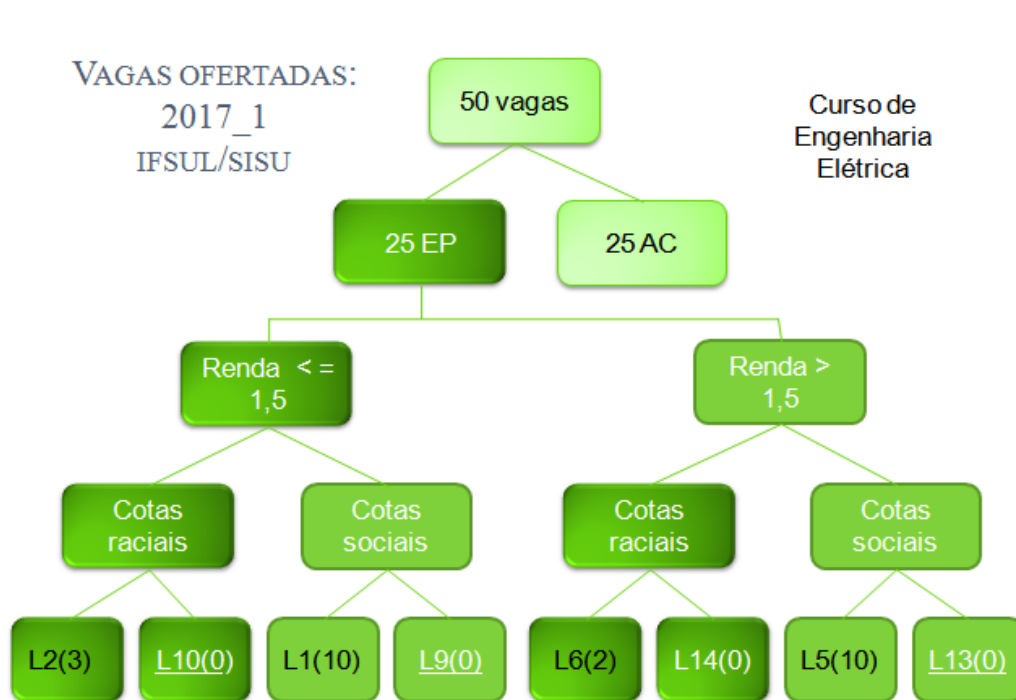 VAGAS OFERTADAS:
2017_1
IFSUL/SISU
50 vagas
Curso de
Engenharia
Elétrica
25 EP
25 AC
Renda < =
1,5
Renda >
1,5
Cotas
raciais
Cotas
sociais
Cotas
raciais
Cotas
sociais
L2(3)
L10(0)
L1(10)
L9(0)
L6(2)
L14(0)
L5(10)
L13(0)